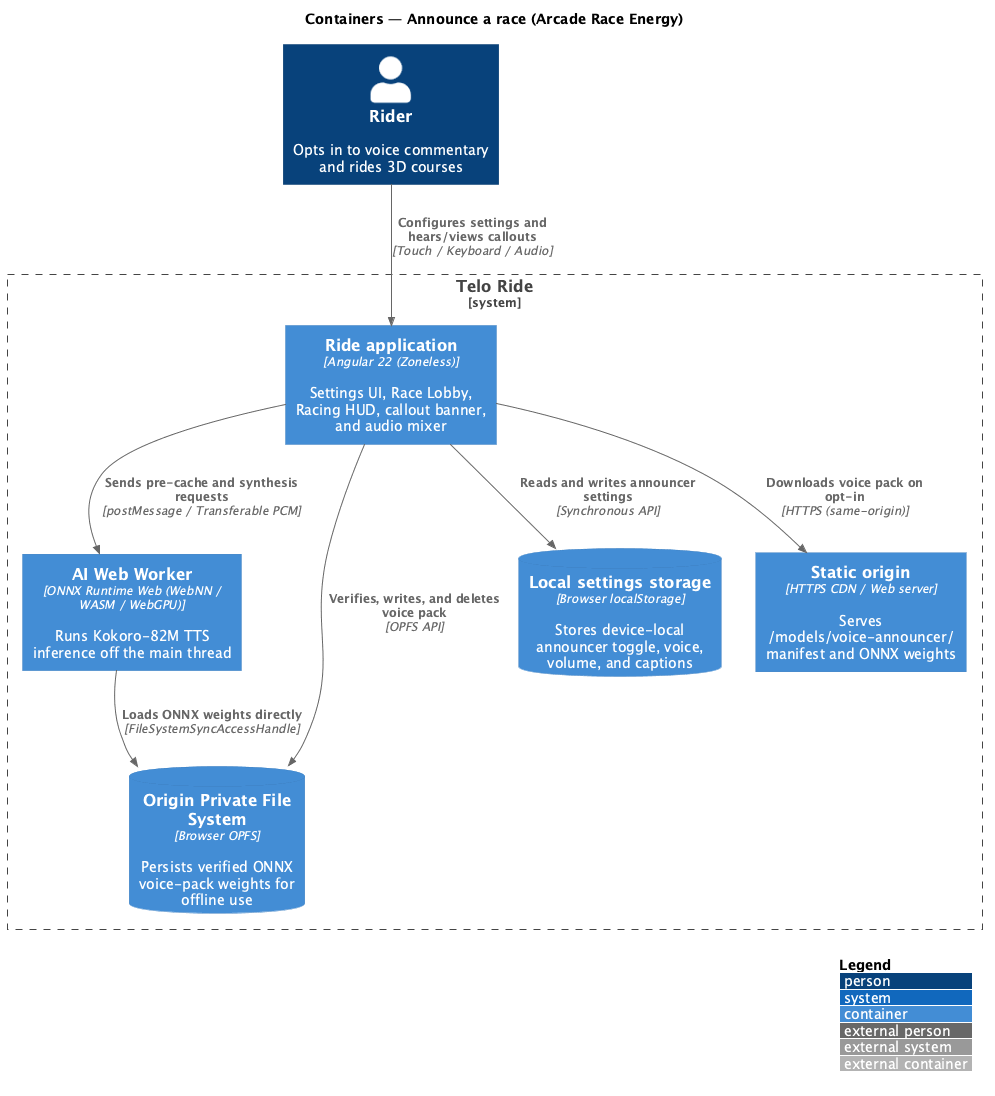 Containers — Announce a race (Arcade Race Energy)
Rider
Opts in to voice commentary
and rides 3D courses
Configures settings and
hears/views callouts
[Touch / Keyboard / Audio]
Telo Ride
[system]
Ride application
[Angular 22 (Zoneless)]
Settings UI, Race Lobby,
Racing HUD, callout banner,
and audio mixer
Sends pre-cache and synthesis
requests
[postMessage / Transferable PCM]
Reads and writes announcer
settings
[Synchronous API]
Downloads voice pack on
opt-in
[HTTPS (same-origin)]
AI Web Worker
[ONNX Runtime Web (WebNN /
WASM / WebGPU)]
Runs Kokoro-82M TTS
inference off the main thread
Verifies, writes, and deletes
voice pack
[OPFS API]
Local settings storage
[Browser localStorage]
Stores device-local
announcer toggle, voice,
volume, and captions
Static origin
[HTTPS CDN / Web server]
Serves
/models/voice-announcer/
manifest and ONNX weights
Loads ONNX weights directly
[FileSystemSyncAccessHandle]
Origin Private File
System
[Browser OPFS]
Persists verified ONNX
voice-pack weights for
offline use
Legend
person
system
container
external person
external system
external container